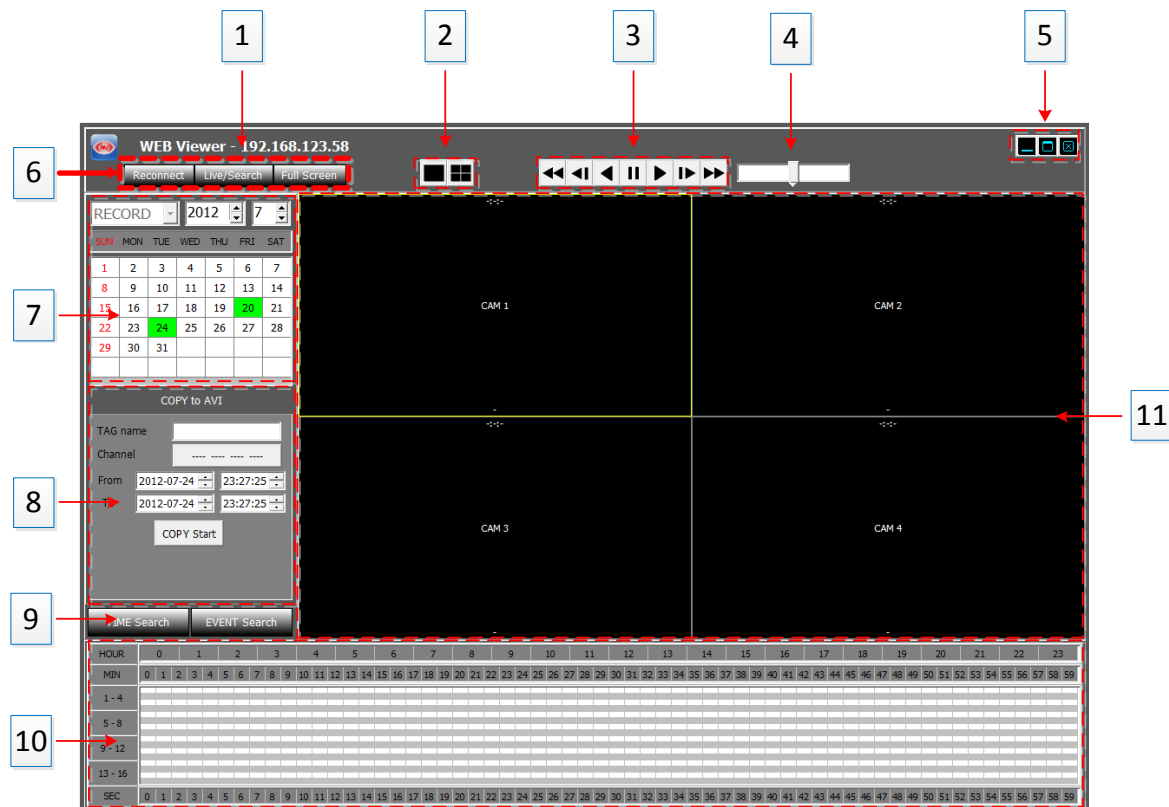 1 2 3 4 5
WEB Viewer - 192.168.123.58
6
Reconnect Live/Search Full Screen
RECORD 2012 7
SUN MON TUE WED THU FRI SAT
1 2 3 4 5 6 7
8 9 10 11 12 13 14
15 16 17 18 19 20 21
22 23 24 25 26 27 28
29 30 31
7
-:-:- -:-:-
CAM 1 CAM 2
- -
11
-:-:- -:-:-
CAM 3 CAM 4
- -
COPY to AVI
TAG name
Channel ---- ---- ---- ----
From 2012-07-24 23:27:25
8
2012-07-24 23:27:25
COPY Start
9
TIME Search EVENT Search
HOUR 0 1 2 3 4 5 6 7 8 9 10 11 12 13 14 15 16 17 18 19 20 21 22 23
MIN 0 1 2 3 4 5 6 7 8 9 10 11 12 13 14 15 16 17 18 19 20 21 22 23 24 25 26 27 28 29 30 31 32 33 34 35 36 37 38 39 40 41 42 43 44 45 46 47 48 49 50 51 52 53 54 55 56 57 58 59
1 - 4
5 - 8
10
9 - 12
13 - 16
SEC 0 1 2 3 4 5 6 7 8 9 10 11 12 13 14 15 16 17 18 19 20 21 22 23 24 25 26 27 28 29 30 31 32 33 34 35 36 37 38 39 40 41 42 43 44 45 46 47 48 49 50 51 52 53 54 55 56 57 58 59